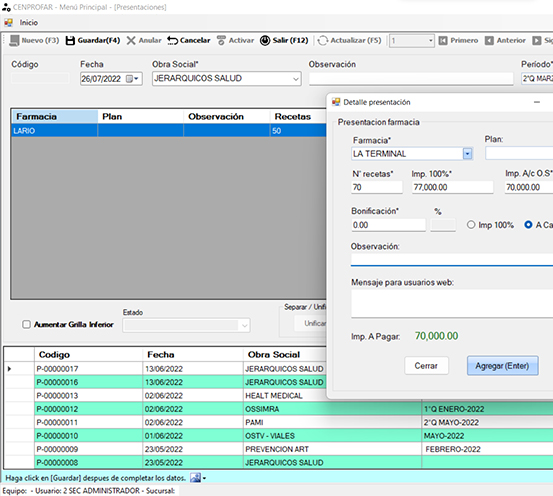 CENPROFAR - Menú Principal - [Presentaciones]
Inicio
Nuevo (F3) Guardar(F4) Anular Cancelar Activar Salir (F12) Actualizar (F5) 1 Primero Anterior Sig
Código Fecha Obra Social* Observación Período*
26/07/2022 JERARQUICOS SALUD 2°Q MAR
Farmacia Plan Observación Recetas
LARIO 50
Detalle presentación
Presentacion farmacia
Farmacia* Plan:
LA TERMINAL
N° recetas* Imp. 100%* Imp. A/c O.S*
70 77,000.00 70,000.00
Bonificación* %
0.00 Imp 100% A Ca
Observación:
Mensaje para usuarios web:
Imp. A Pagar: 70,000.00
Cerrar Agregar (Enter)
Estado Separar / Unifi
Aumentar Grilla Inferior Unificar
Codigo Fecha Obra Social
P-00000017 13/06/2022 JERARQUICOS SALUD
P-00000016 13/06/2022 JERARQUICOS SALUD
P-00000013 02/06/2022 HEALT MEDICAL
P-00000012 02/06/2022 OSSIMRA 1°Q ENERO-2022
P-00000011 02/06/2022 PAMI 2°Q MAYO-2022
P-00000010 01/06/2022 OSTV - VIALES MAYO-2022
P-00000009 23/05/2022 PREVENCION ART FEBRERO-2022
P-00000008 23/05/2022 JERARQUICOS SALUD
Haga click en [Guardar] despues de completar los datos.
Equipo: - Usuario: 2 SEC ADMINISTRADOR - Sucursal: